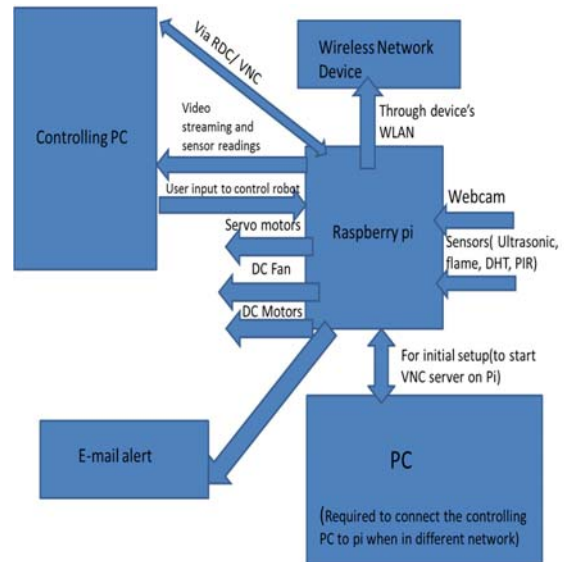 Via RDC/ VNC
Wireless Network
Device
Through device's
WLAN
Video
streaming and
sensor readings
Controlling PC
User input to control robot
Raspberry pi
Webcam
Sensors( Ultrasonic,
flame, DHT, PIR)
Servo motors
DC Fan
DC Motors
For initial setup(to start
VNC server on Pi)
E-mail alert
PC
(Required to connect the controlling
PC to pi when in different network)